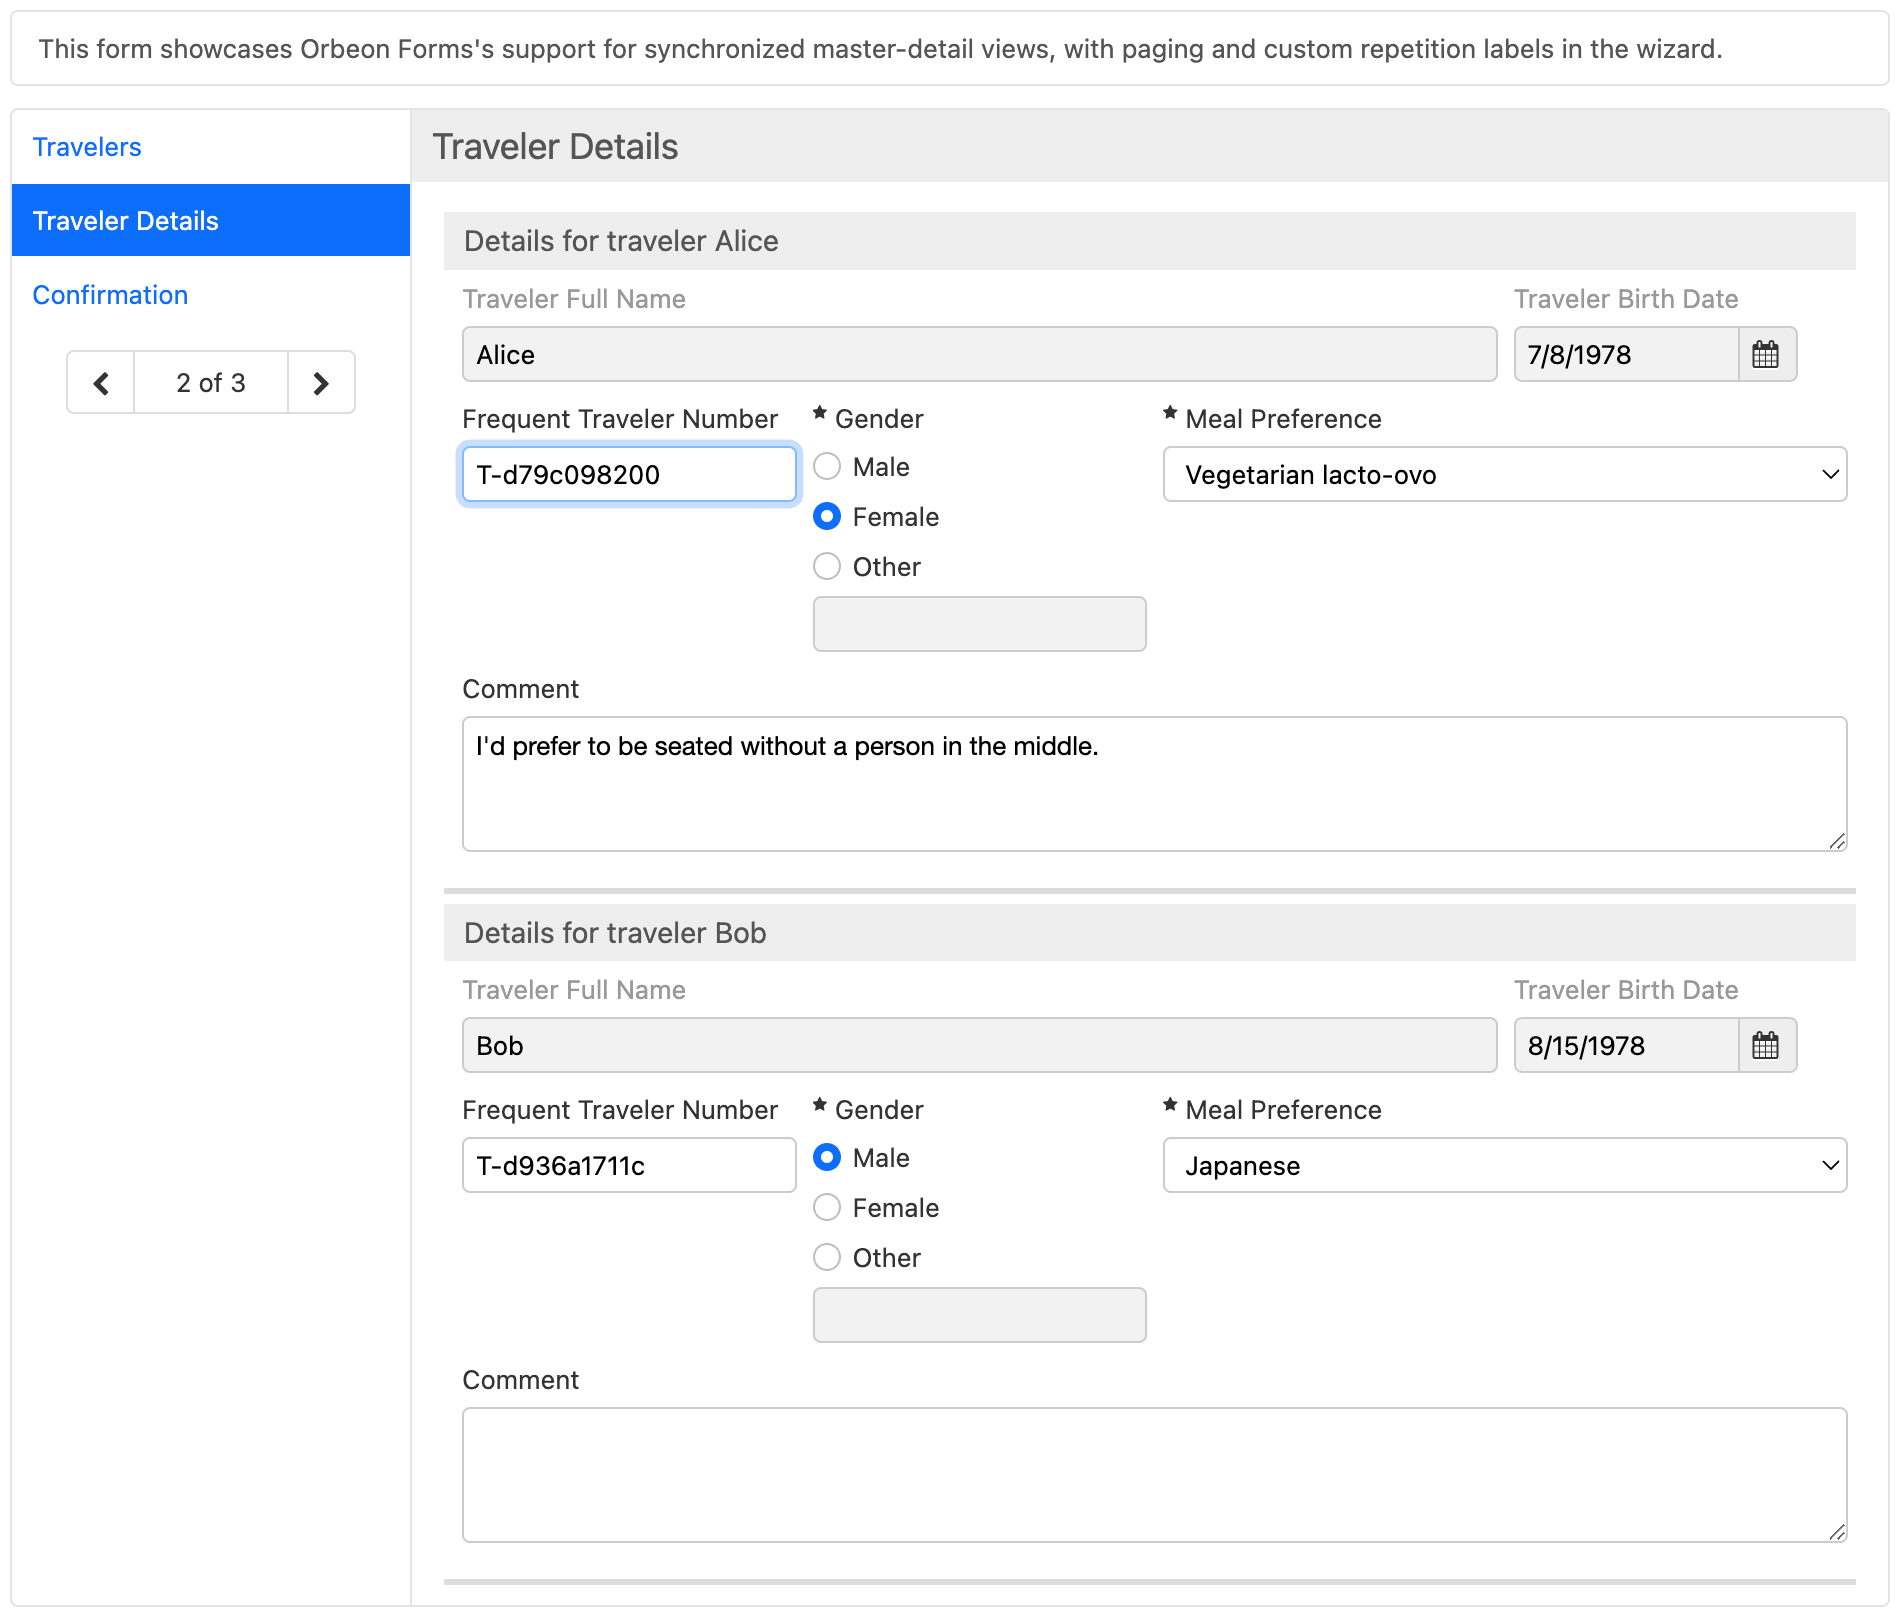 This form showcases Orbeon Forms's support for synchronized master-detail views, with paging and custom repetition labels in the wizard.
Travelers
Traveler Details
Confirmation
2 of 3
Traveler Details
Details for traveler Alice
Traveler Full Name
Traveler Birth Date
Alice
7/8/1978
Frequent Traveler Number
★ Gender
★ Meal Preference
T-d79c098200
Male
Vegetarian lacto-ovo
Female
Other
Comment
I'd prefer to be seated without a person in the middle.
Details for traveler Bob
Traveler Full Name
Traveler Birth Date
Bob
8/15/1978
Frequent Traveler Number
★ Gender
★ Meal Preference
T-d936a1711c
Male
Japanese
Female
Other
Comment